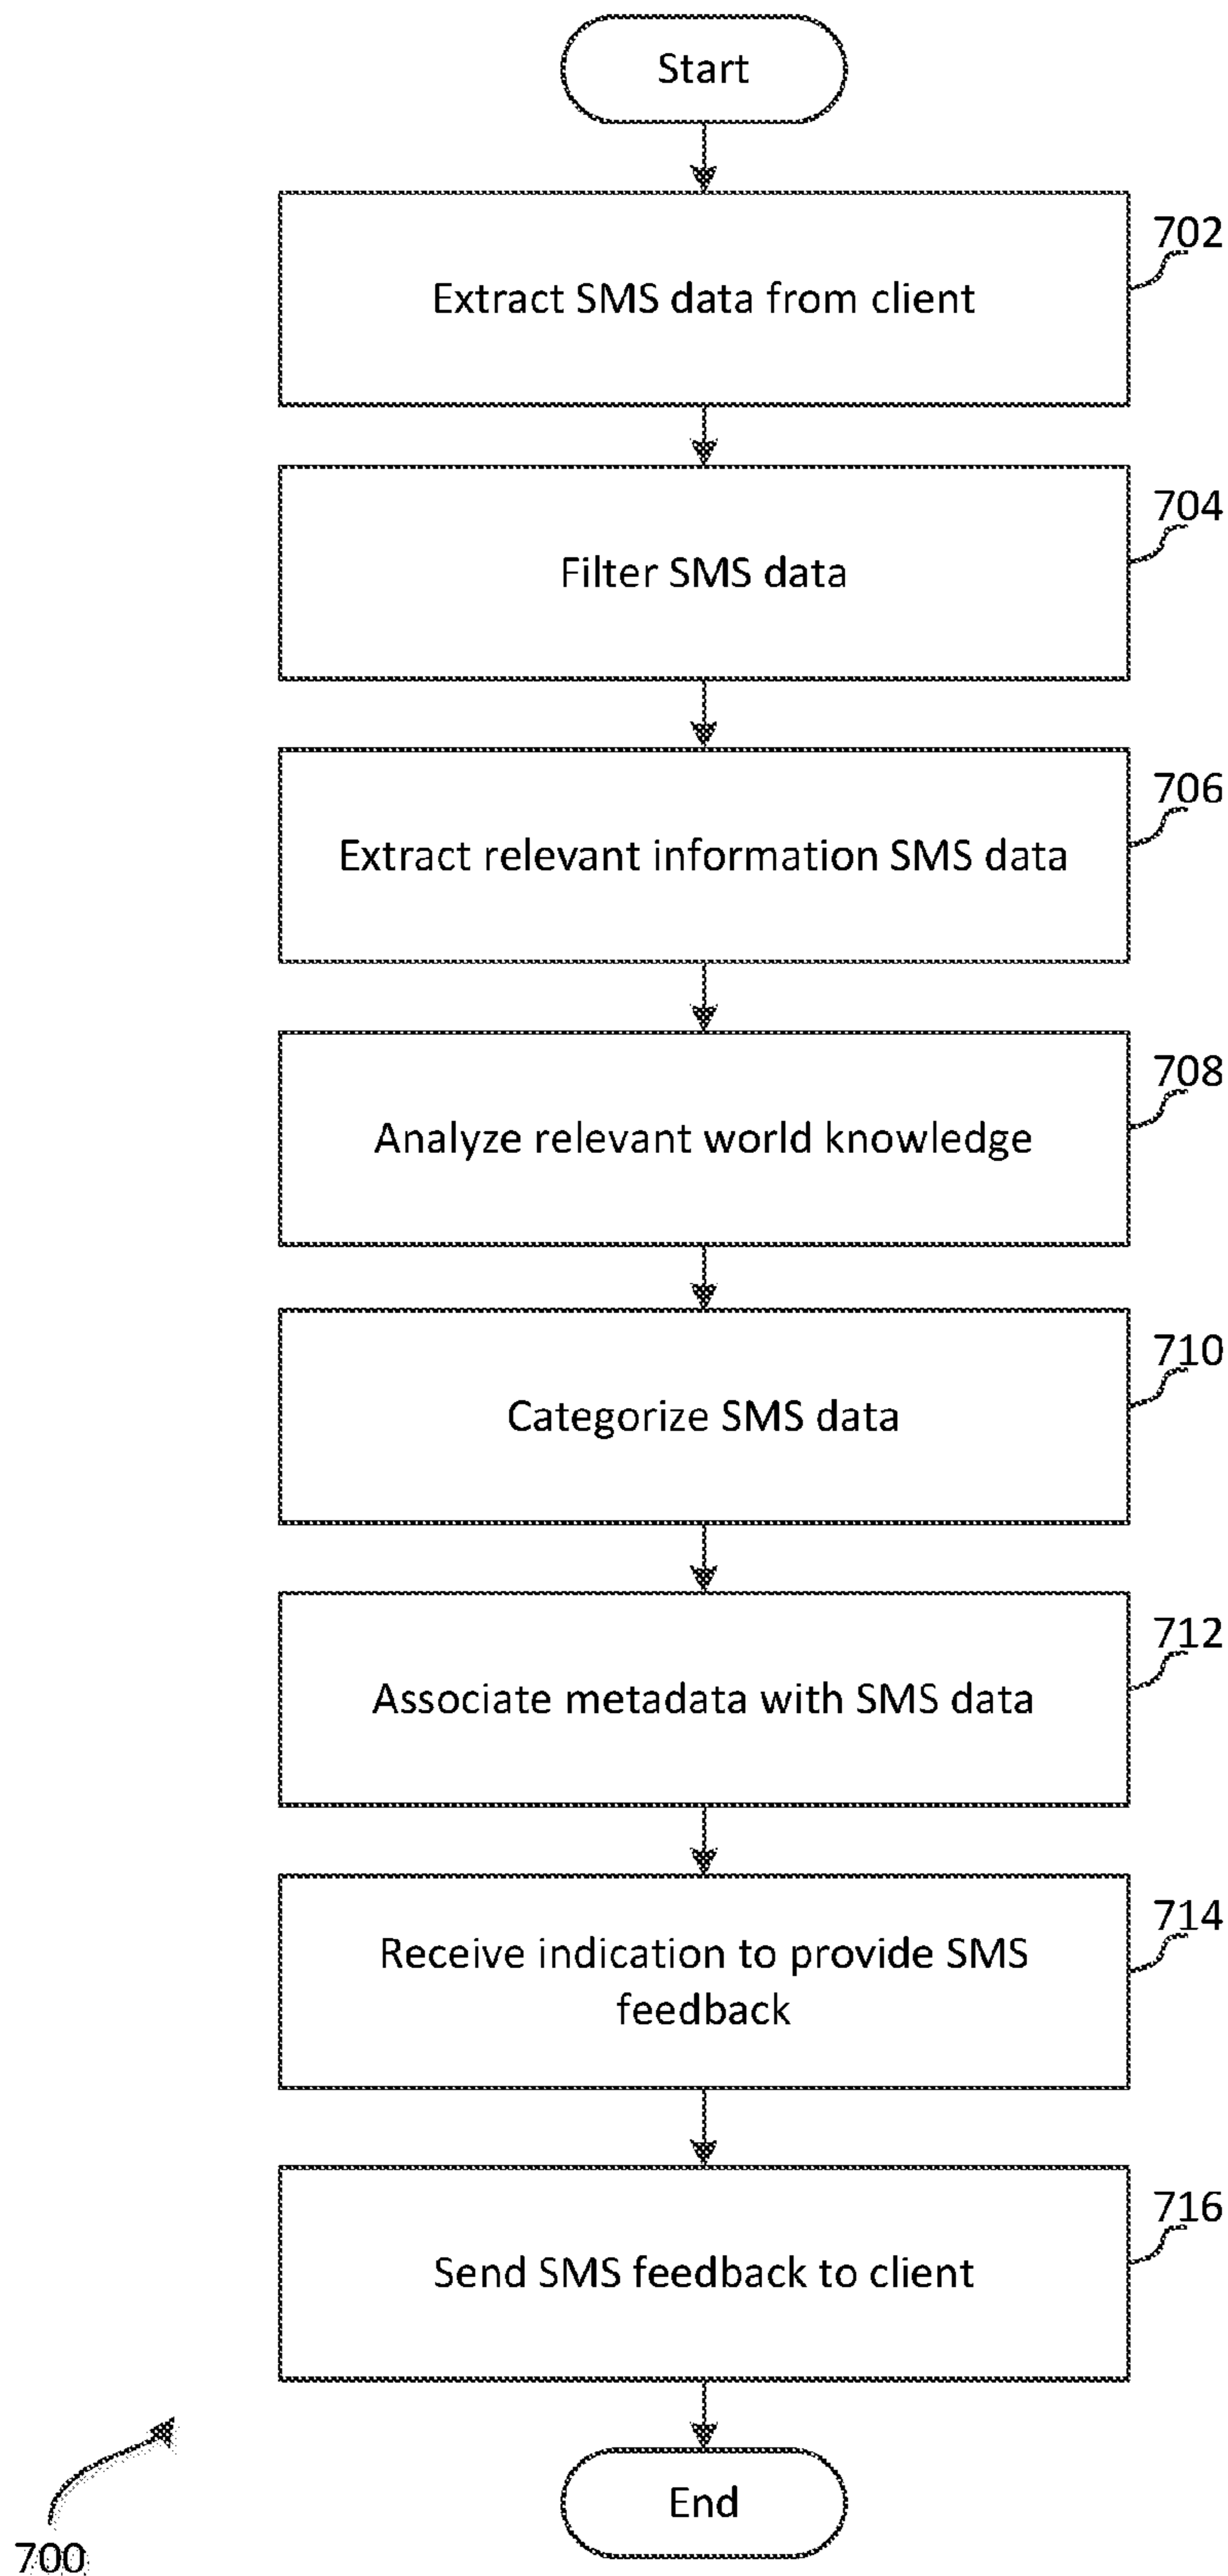 Start
702
Extract SMS data from client
704
Filter SMS data
706
Extract relevant information SMS data
708
Analyze relevant world knowledge
710
Categorize SMS data
712
Associate metadata with SMS data
714
Receive indication to provide SMS
feedback
716
Send SMS feedback to client
End
700